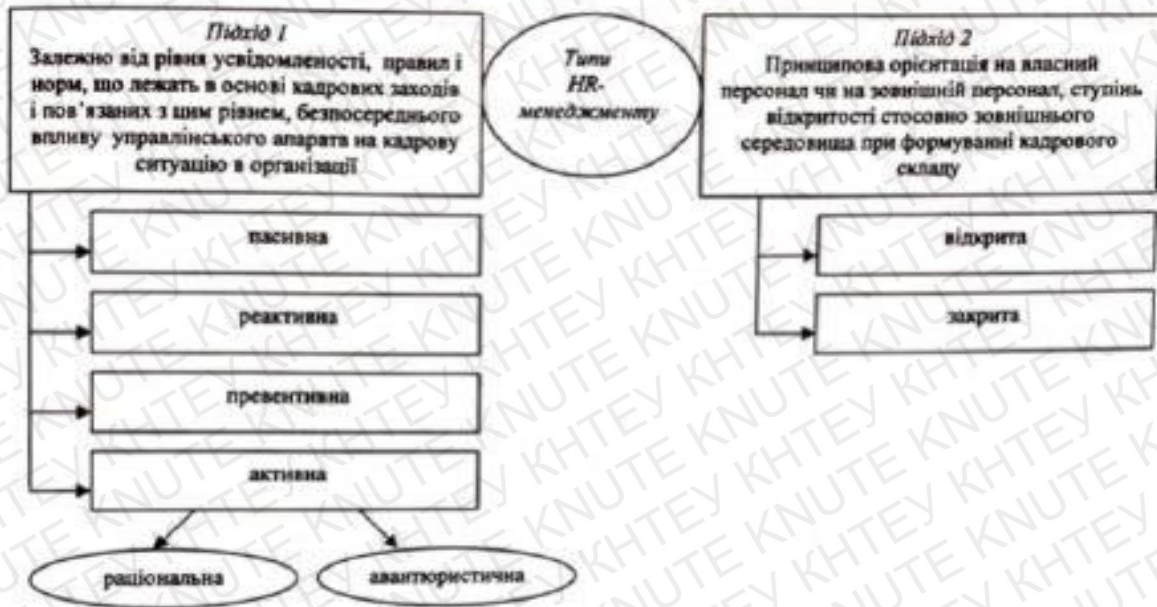 Підхід 1
Залежно від рівня усвідомленості, правил і
норм, що лежать в основі кадрових заходів
і пов’язаних з цим рівнем, безпосереднього
впливу управлінського апарата на кадрову
ситуацію в організації
Типи
HR-
менеджменту
Підхід 2
Принципова орієнтація на власний
персонал чи на зовнішній персонал, ступінь
відкритості стосовно зовнішнього
середовища при формуванні кадрового
складу
пасивна
реактивна
превентивна
активна
раціональна
авантюристична
відкрита
закрита